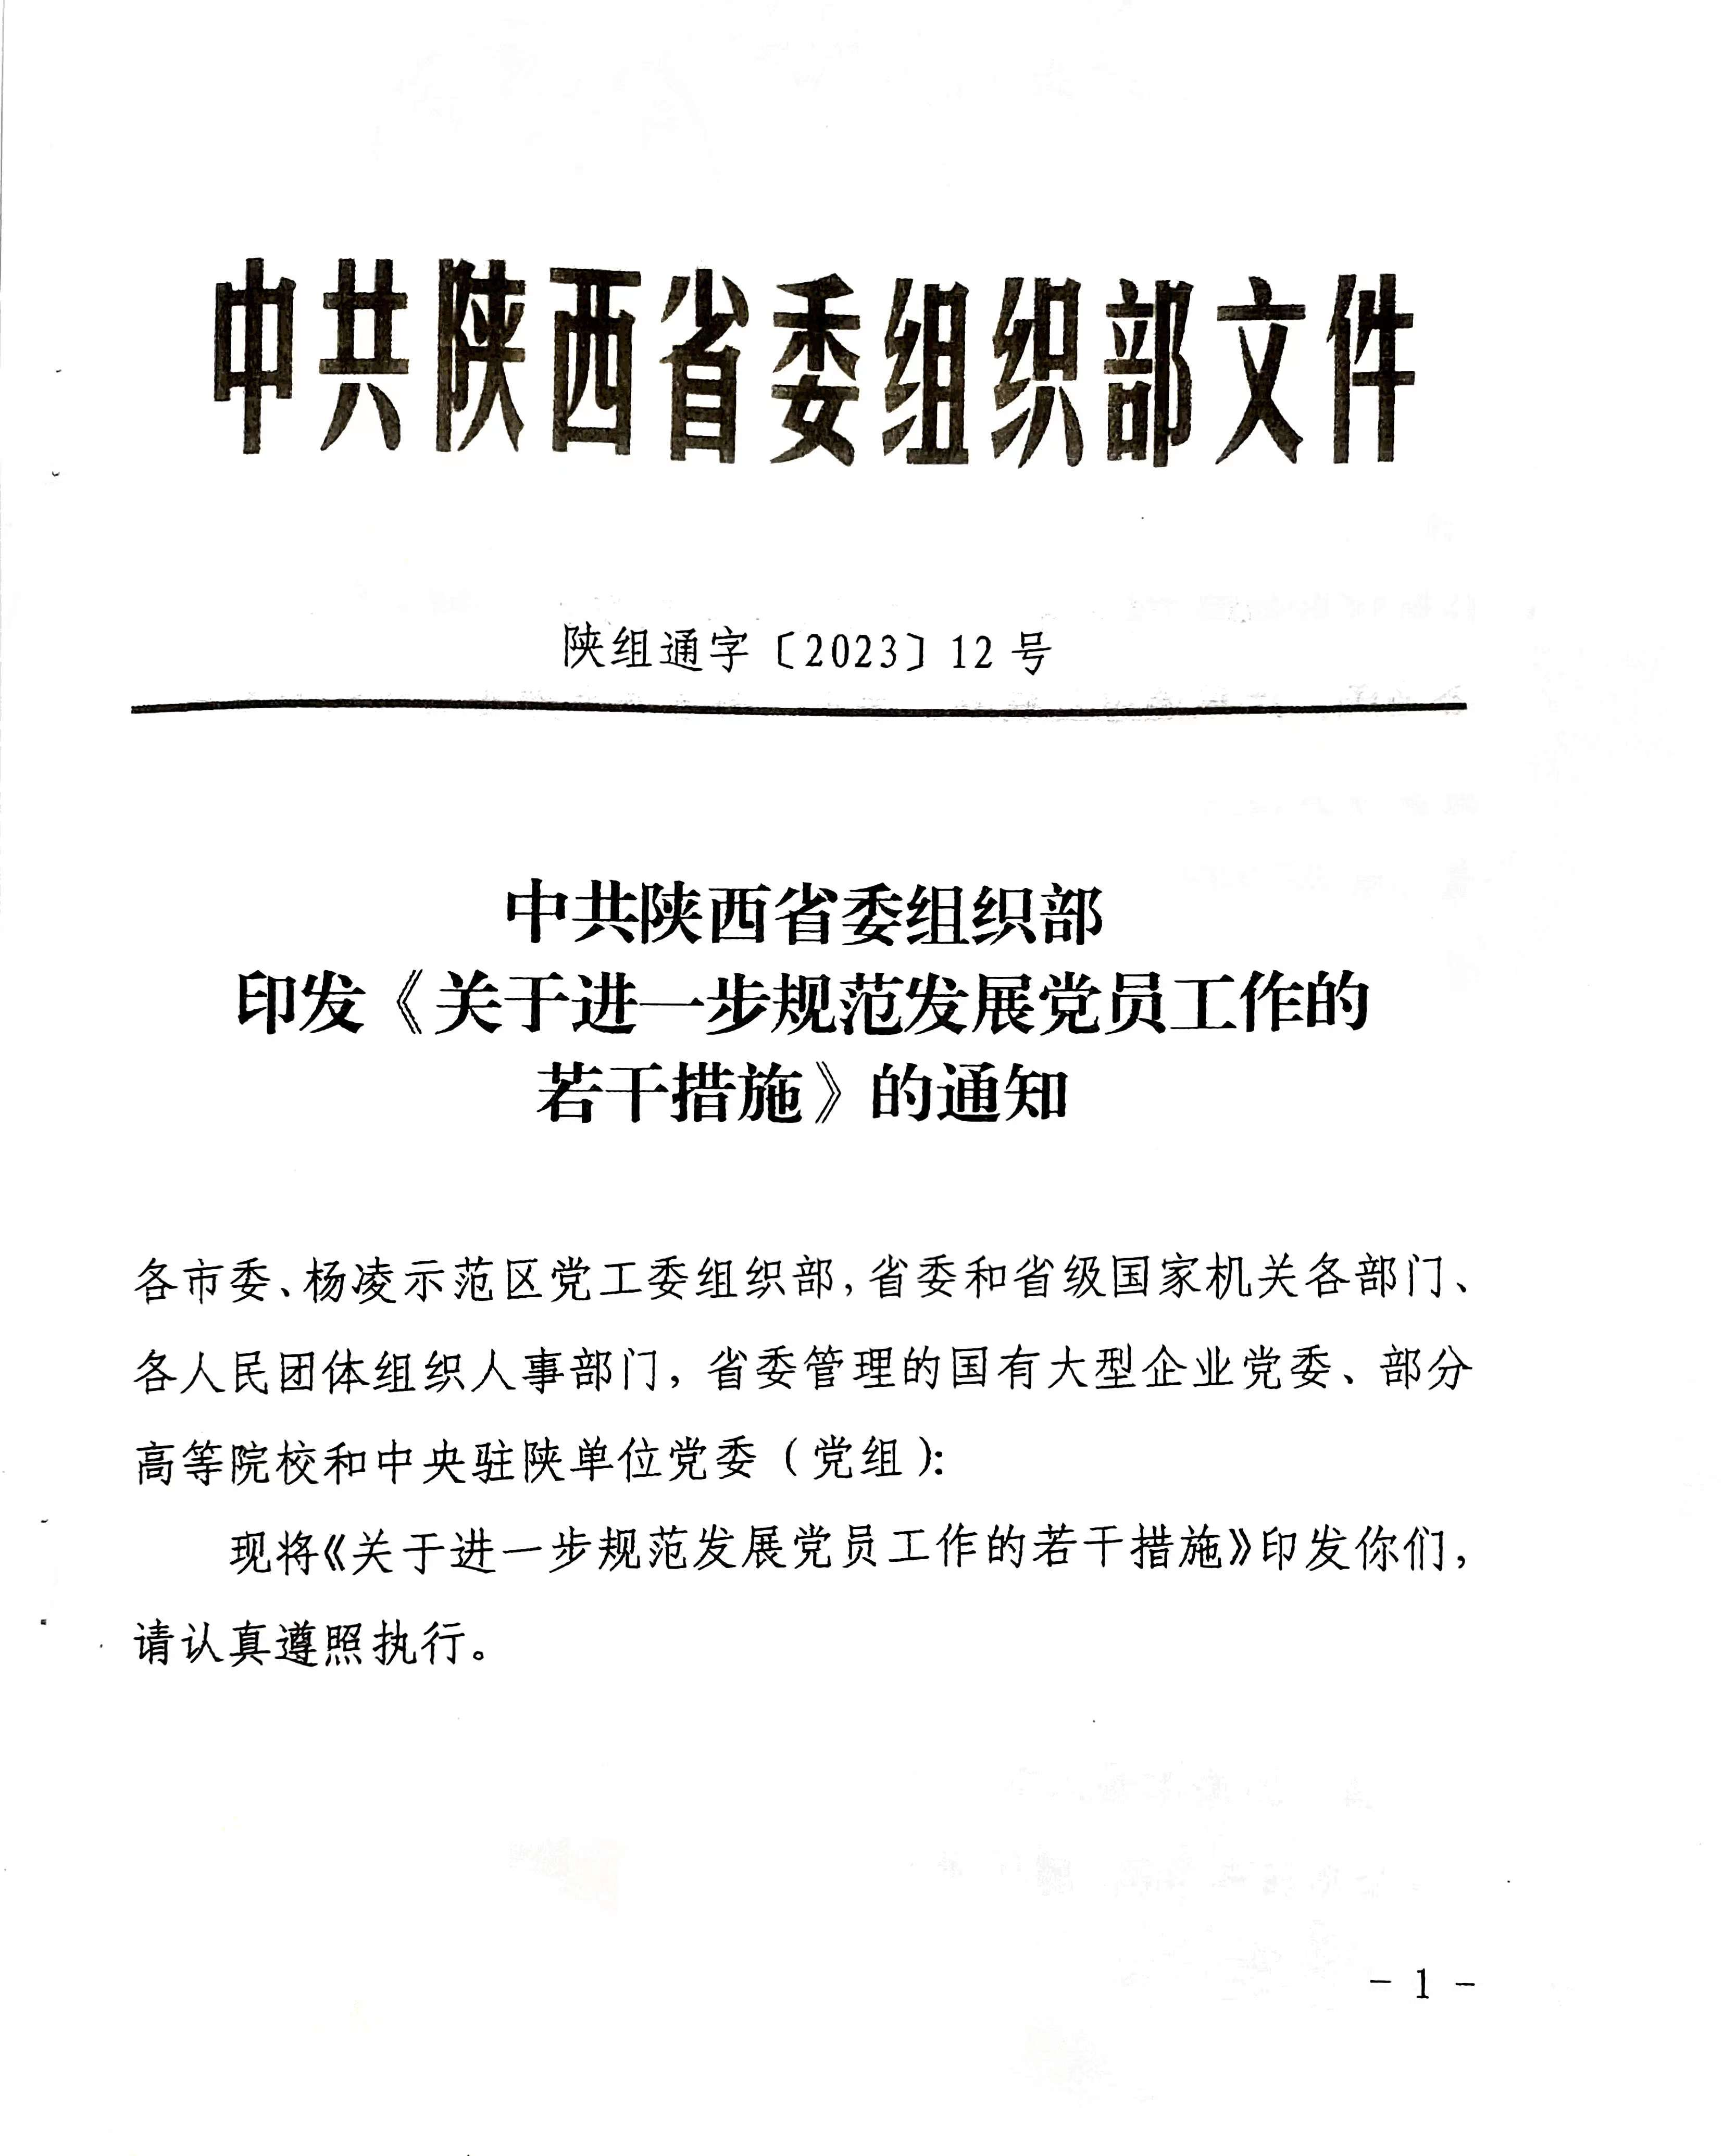 中共陕西省委组织部文件
陕组通字〔2023〕12号
中共陕西省委组织部
印发《关于进一步规范发展党员工作的
若干措施》的通知
各市委、杨凌示范区党工委组织部,省委和省级国家机关各部门、
各人民团体组织人事部门,省委管理的国有大型企业党委、部分
高等院校和中央驻陕单位党委(党组):
现将《关于进一步规范发展党员工作的若干措施》印发你们,
请认真遵照执行。
- 1 -